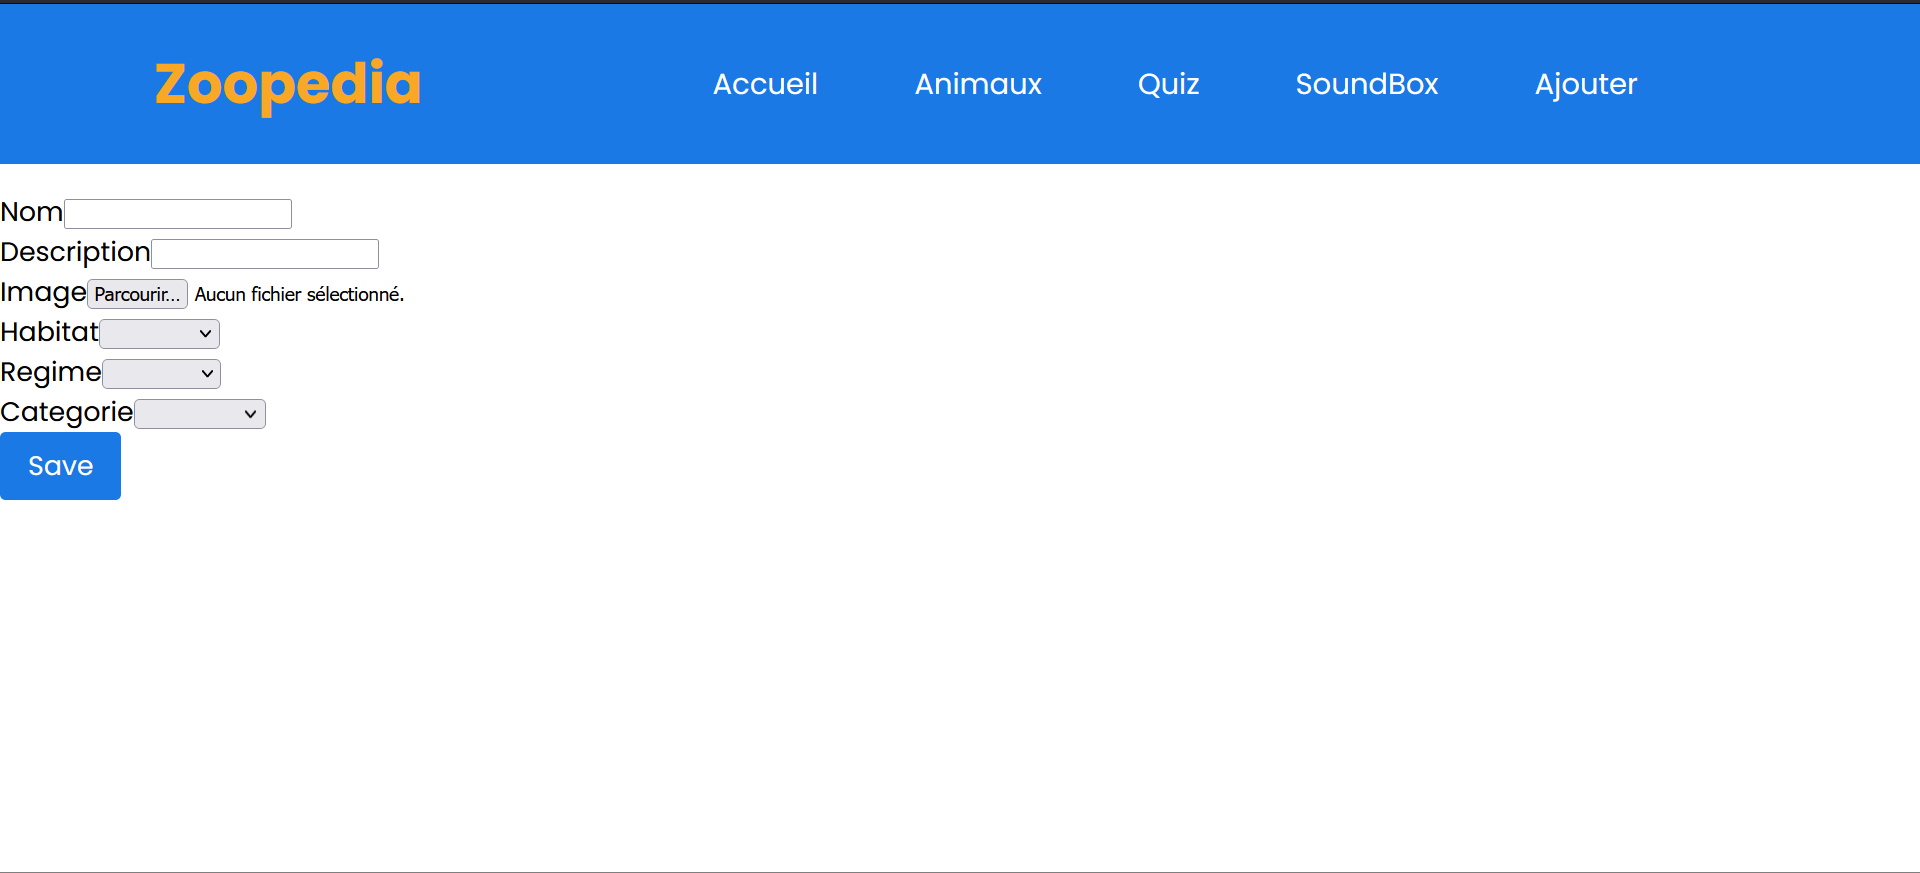 Zoopedia Accueil Animaux Quiz SoundBox Ajouter
Nom
Description
Image Parcourir... Aucun fichier sélectionné.
Habitat
Regime
Categorie
Save